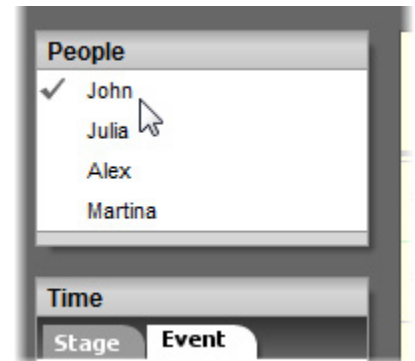 People
John
Julia
Alex
Martina
Time
Stage Event